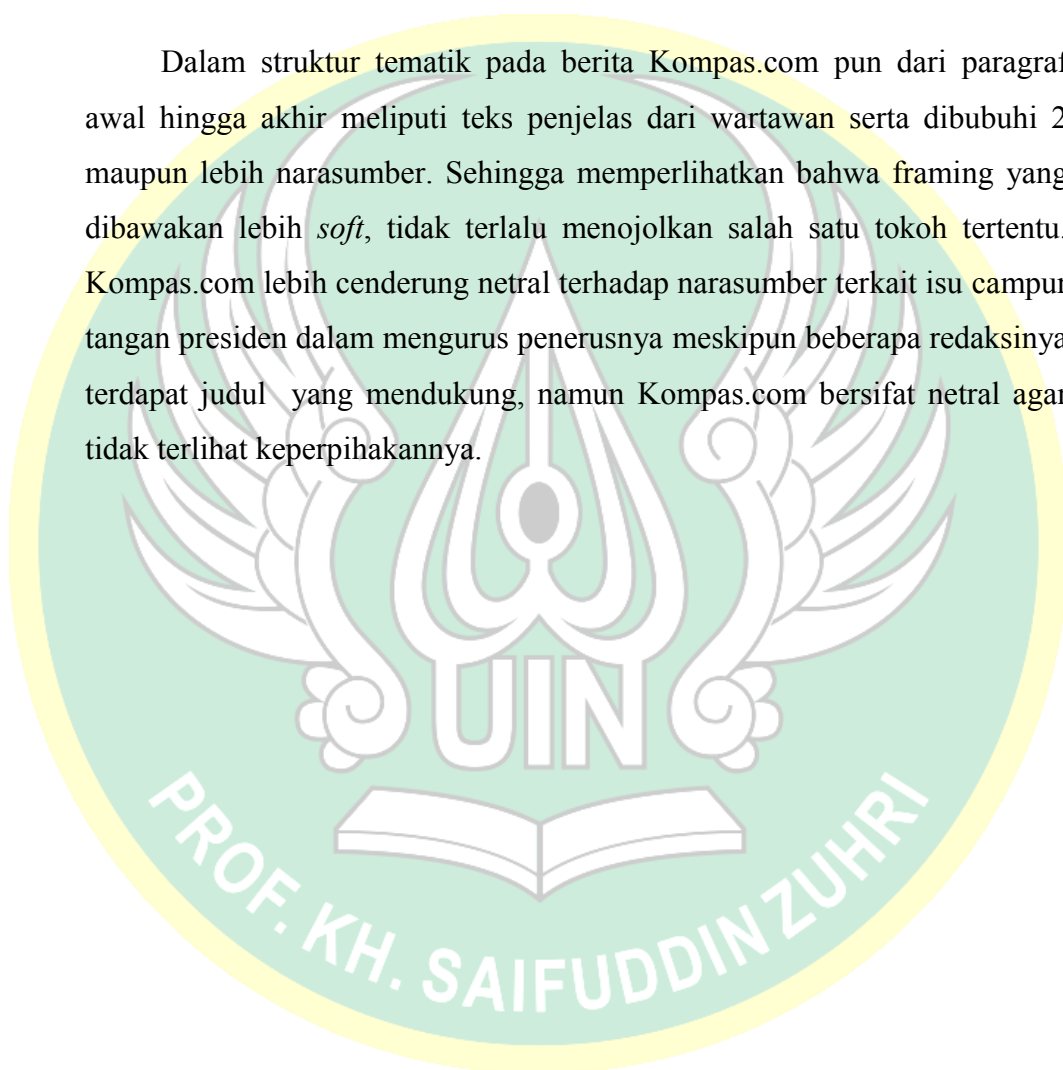 Dalam struktur tematik pada berita Kompas.com pun dari paragraf
awal hingga akhir meliputi teks penjelas dari wartawan serta dibubuhi 2
maupun lebih narasumber. Sehingga memperlihatkan bahwa framing yang
dibawakan lebih soft, tidak terlalu menojolkan salah satu tokoh tertentu.
Kompas.com lebih cenderung netral terhadap narasumber terkait isu campur
tangan presiden dalam mengurus penerusnya meskipun beberapa redaksinya
terdapat judul yang mendukung, namun Kompas.com bersifat netral agar
tidak terlihat keperpihakannya.
UIN
PROF. KH. SAIFUDDIN ZUHRI